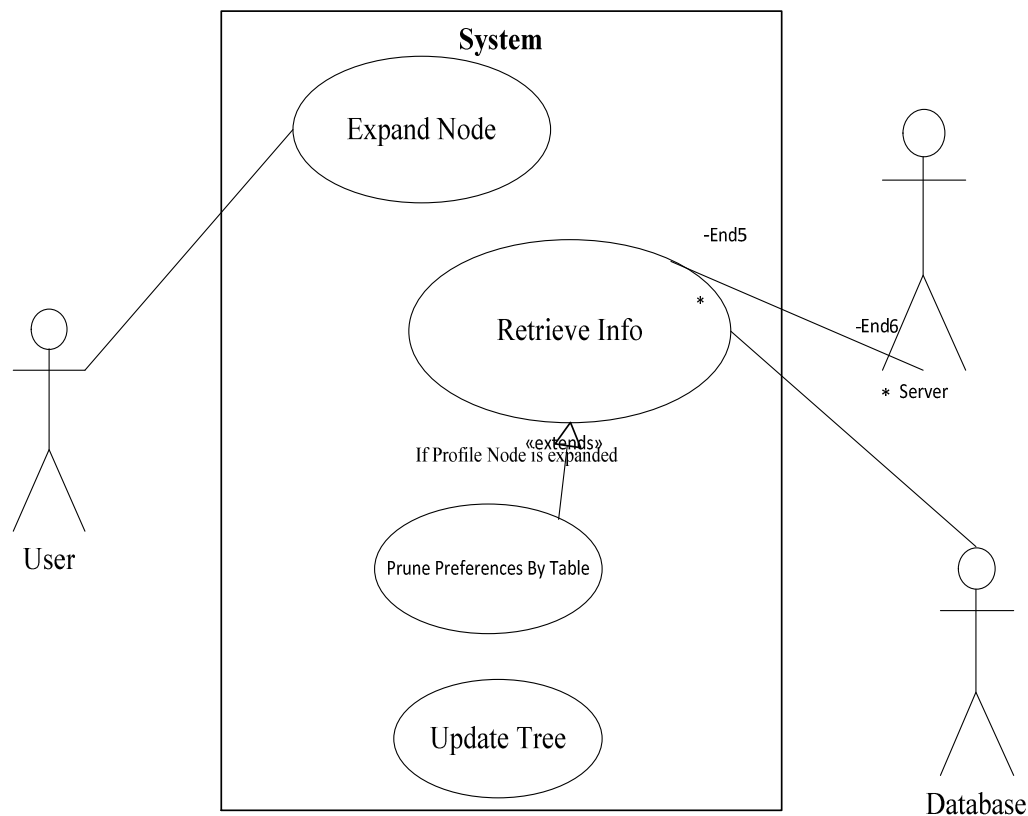 System
Expand Node
-End5
*
Retrieve Info
-End6
* Server
«extends»
If Profile Node is expanded
User
Prune Preferences By Table
Update Tree
Database